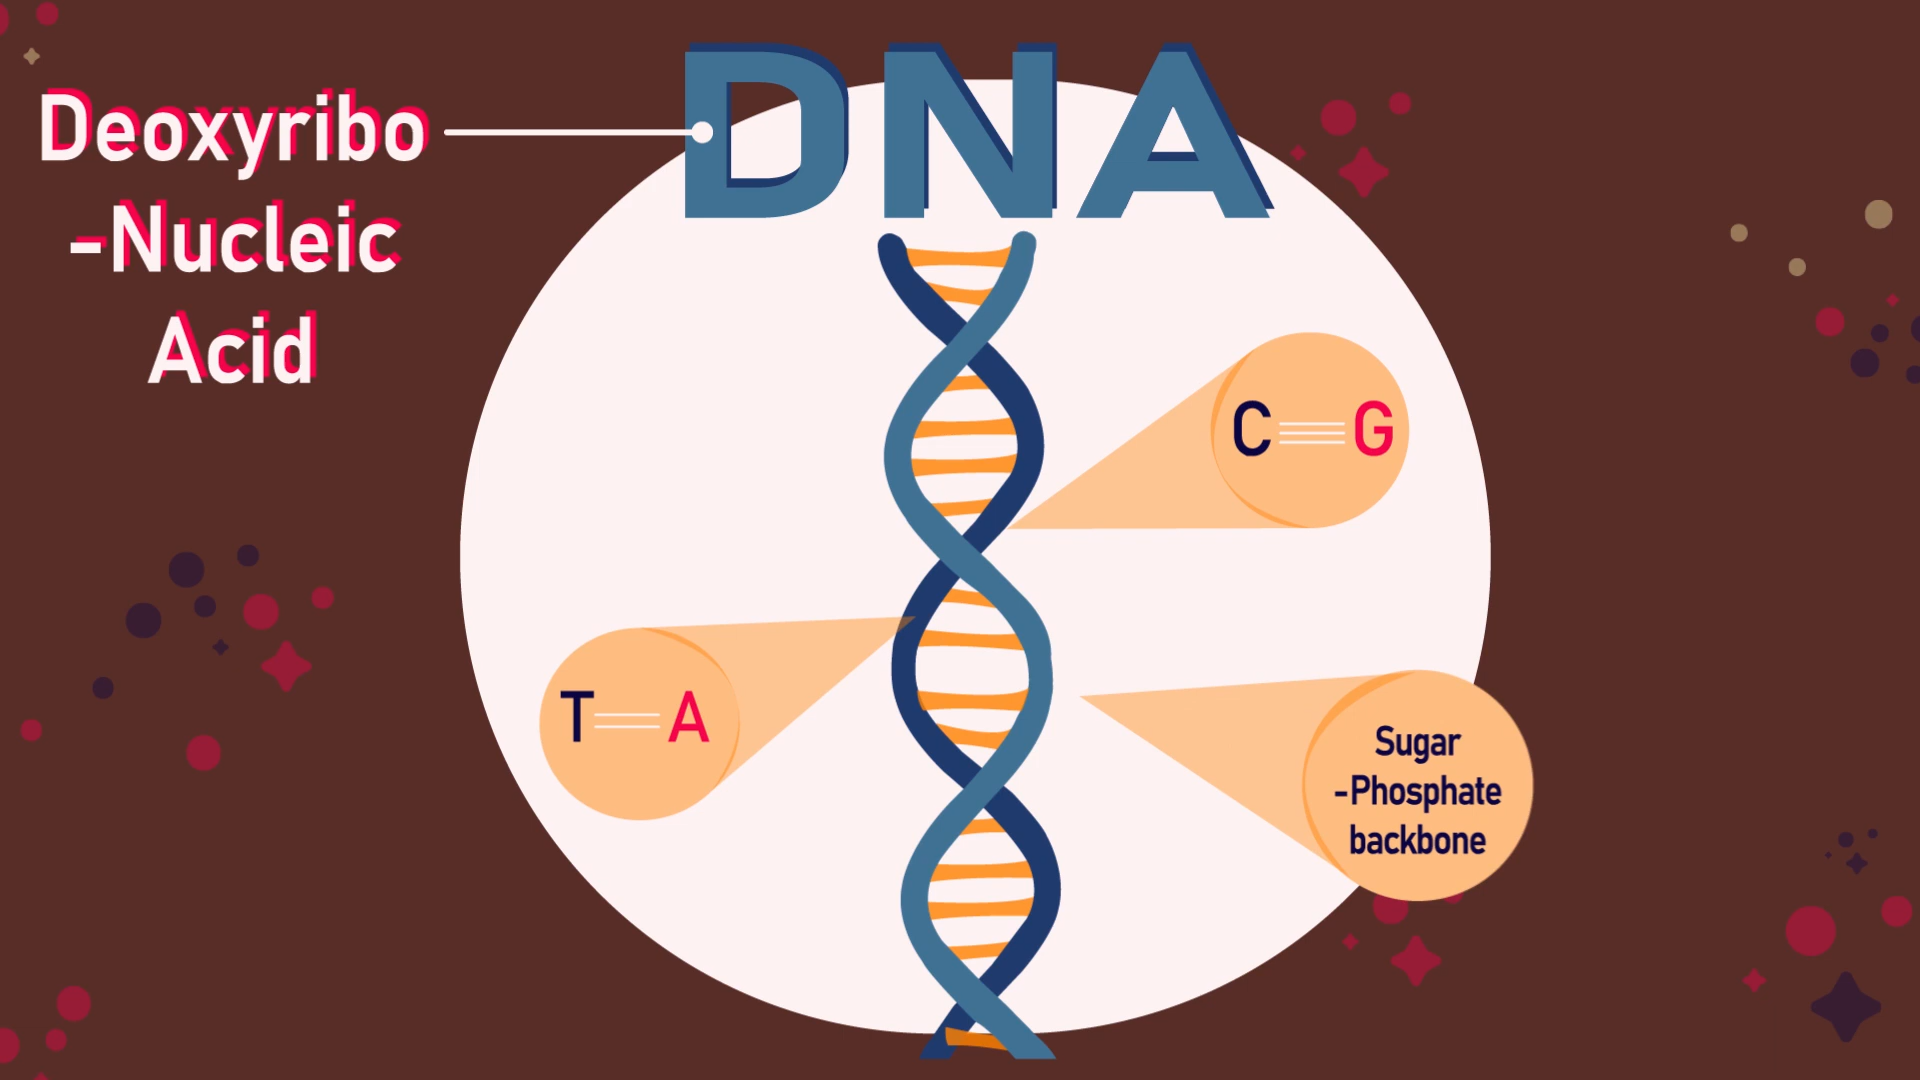 DNA
Deoxyribo
-Nucleic
Acid
C G
T A
Sugar
-Phosphate
backbone